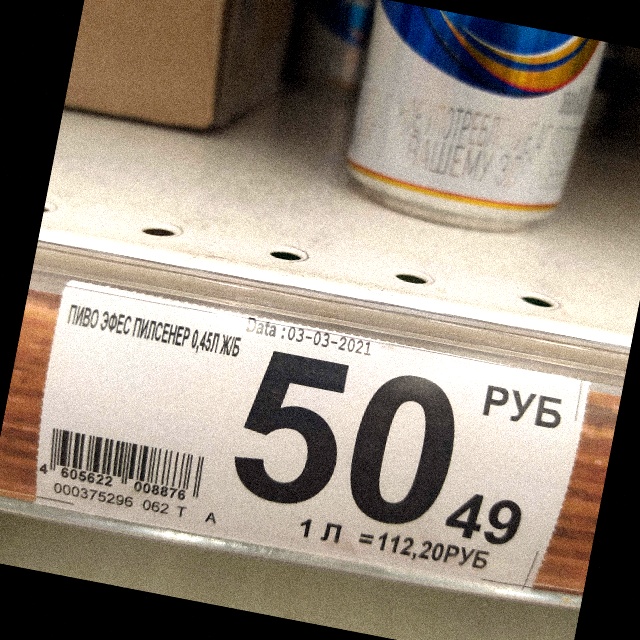 ПИВО ЭФЕС ПИЛСЕНЕР 0,45Л Ж/Б
Data :03-03-2021
50 49
РУБ
4 605622 008876
000375296 062 Т А
1 Л =112,20РУБ